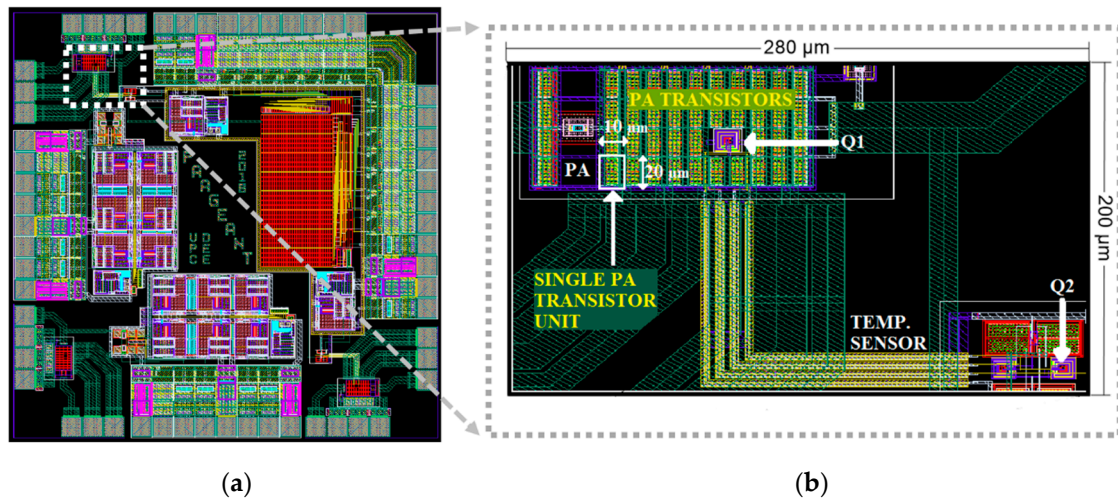 280 µm
PA TRANSISTORS
10 µm
Q1
PA
20 µm
200 µm
SINGLE PA
TRANSISTOR
UNIT
Q2
TEMP.
SENSOR
PARGEANT
2018
UPC
DEE
(a)
(b)